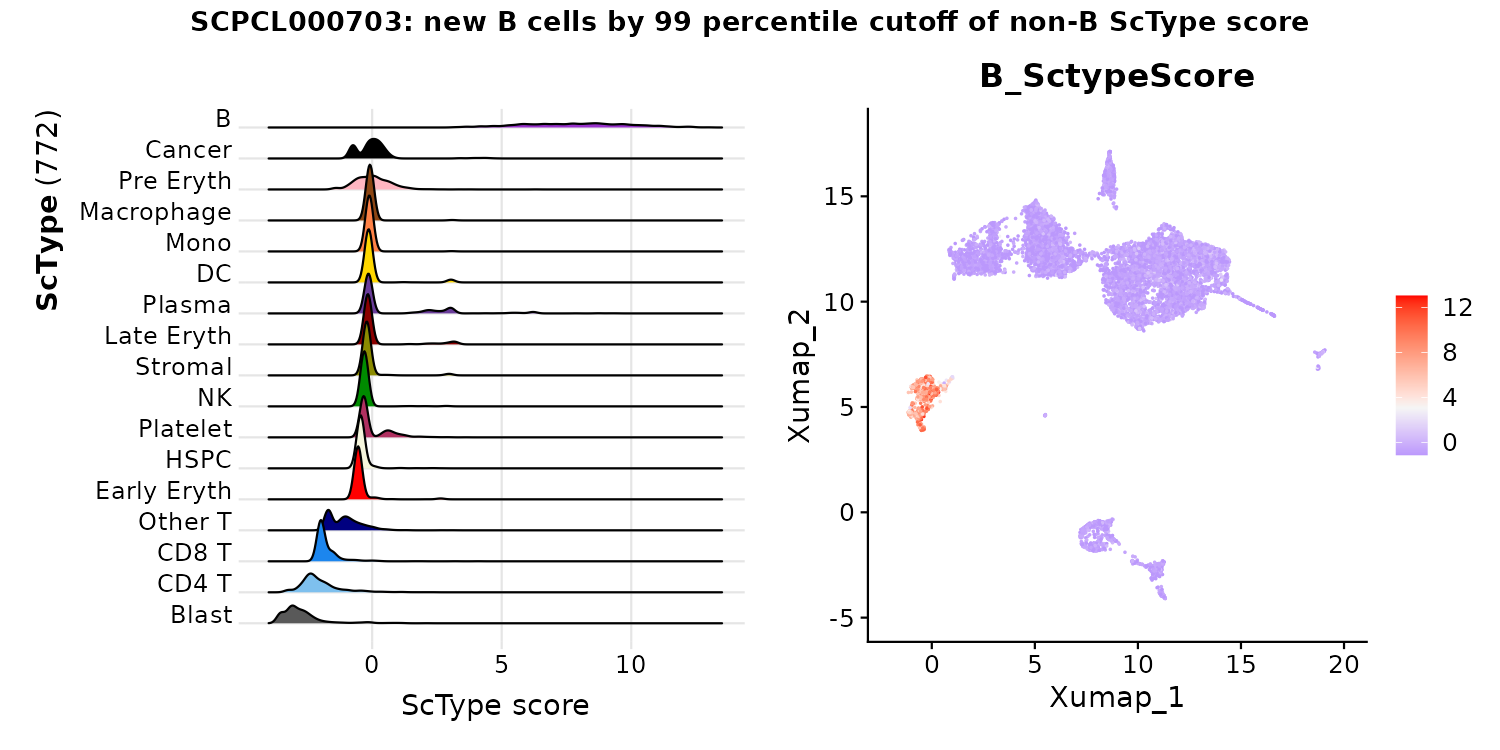 SCPCL000703: new B cells by 99 percentile cutoff of non-B ScType score
ScType (772)
B
Cancer
Pre Eryth
Macrophage
Mono
DC
Plasma
Late Eryth
Stromal
NK
Platelet
HSPC
Early Eryth
Other T
CD8 T
CD4 T
Blast
0 5 10
ScType score
B_SctypeScore
Xumap_2
15
10
5
0
-5
0 5 10 15 20
Xumap_1
12
8
4
0